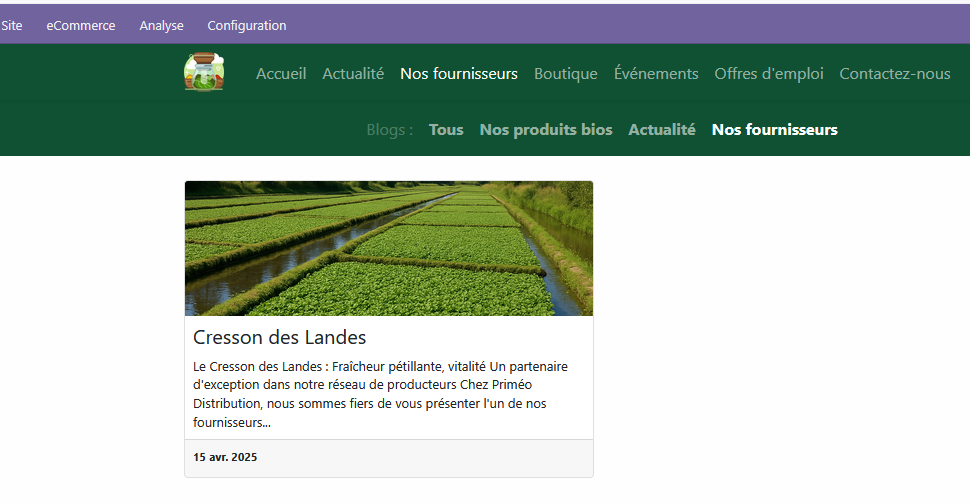 Site eCommerce Analyse Configuration
Accueil Actualité Nos fournisseurs Boutique Événements Offres d'emploi Contactez-nous
Blogs : Tous Nos produits bios Actualité Nos fournisseurs
Cresson des Landes
Le Cresson des Landes : Fraîcheur pétillante, vitalité Un partenaire
d'exception dans notre réseau de producteurs Chez Priméo
Distribution, nous sommes fiers de vous présenter l'un de nos
fournisseurs...
15 avr. 2025